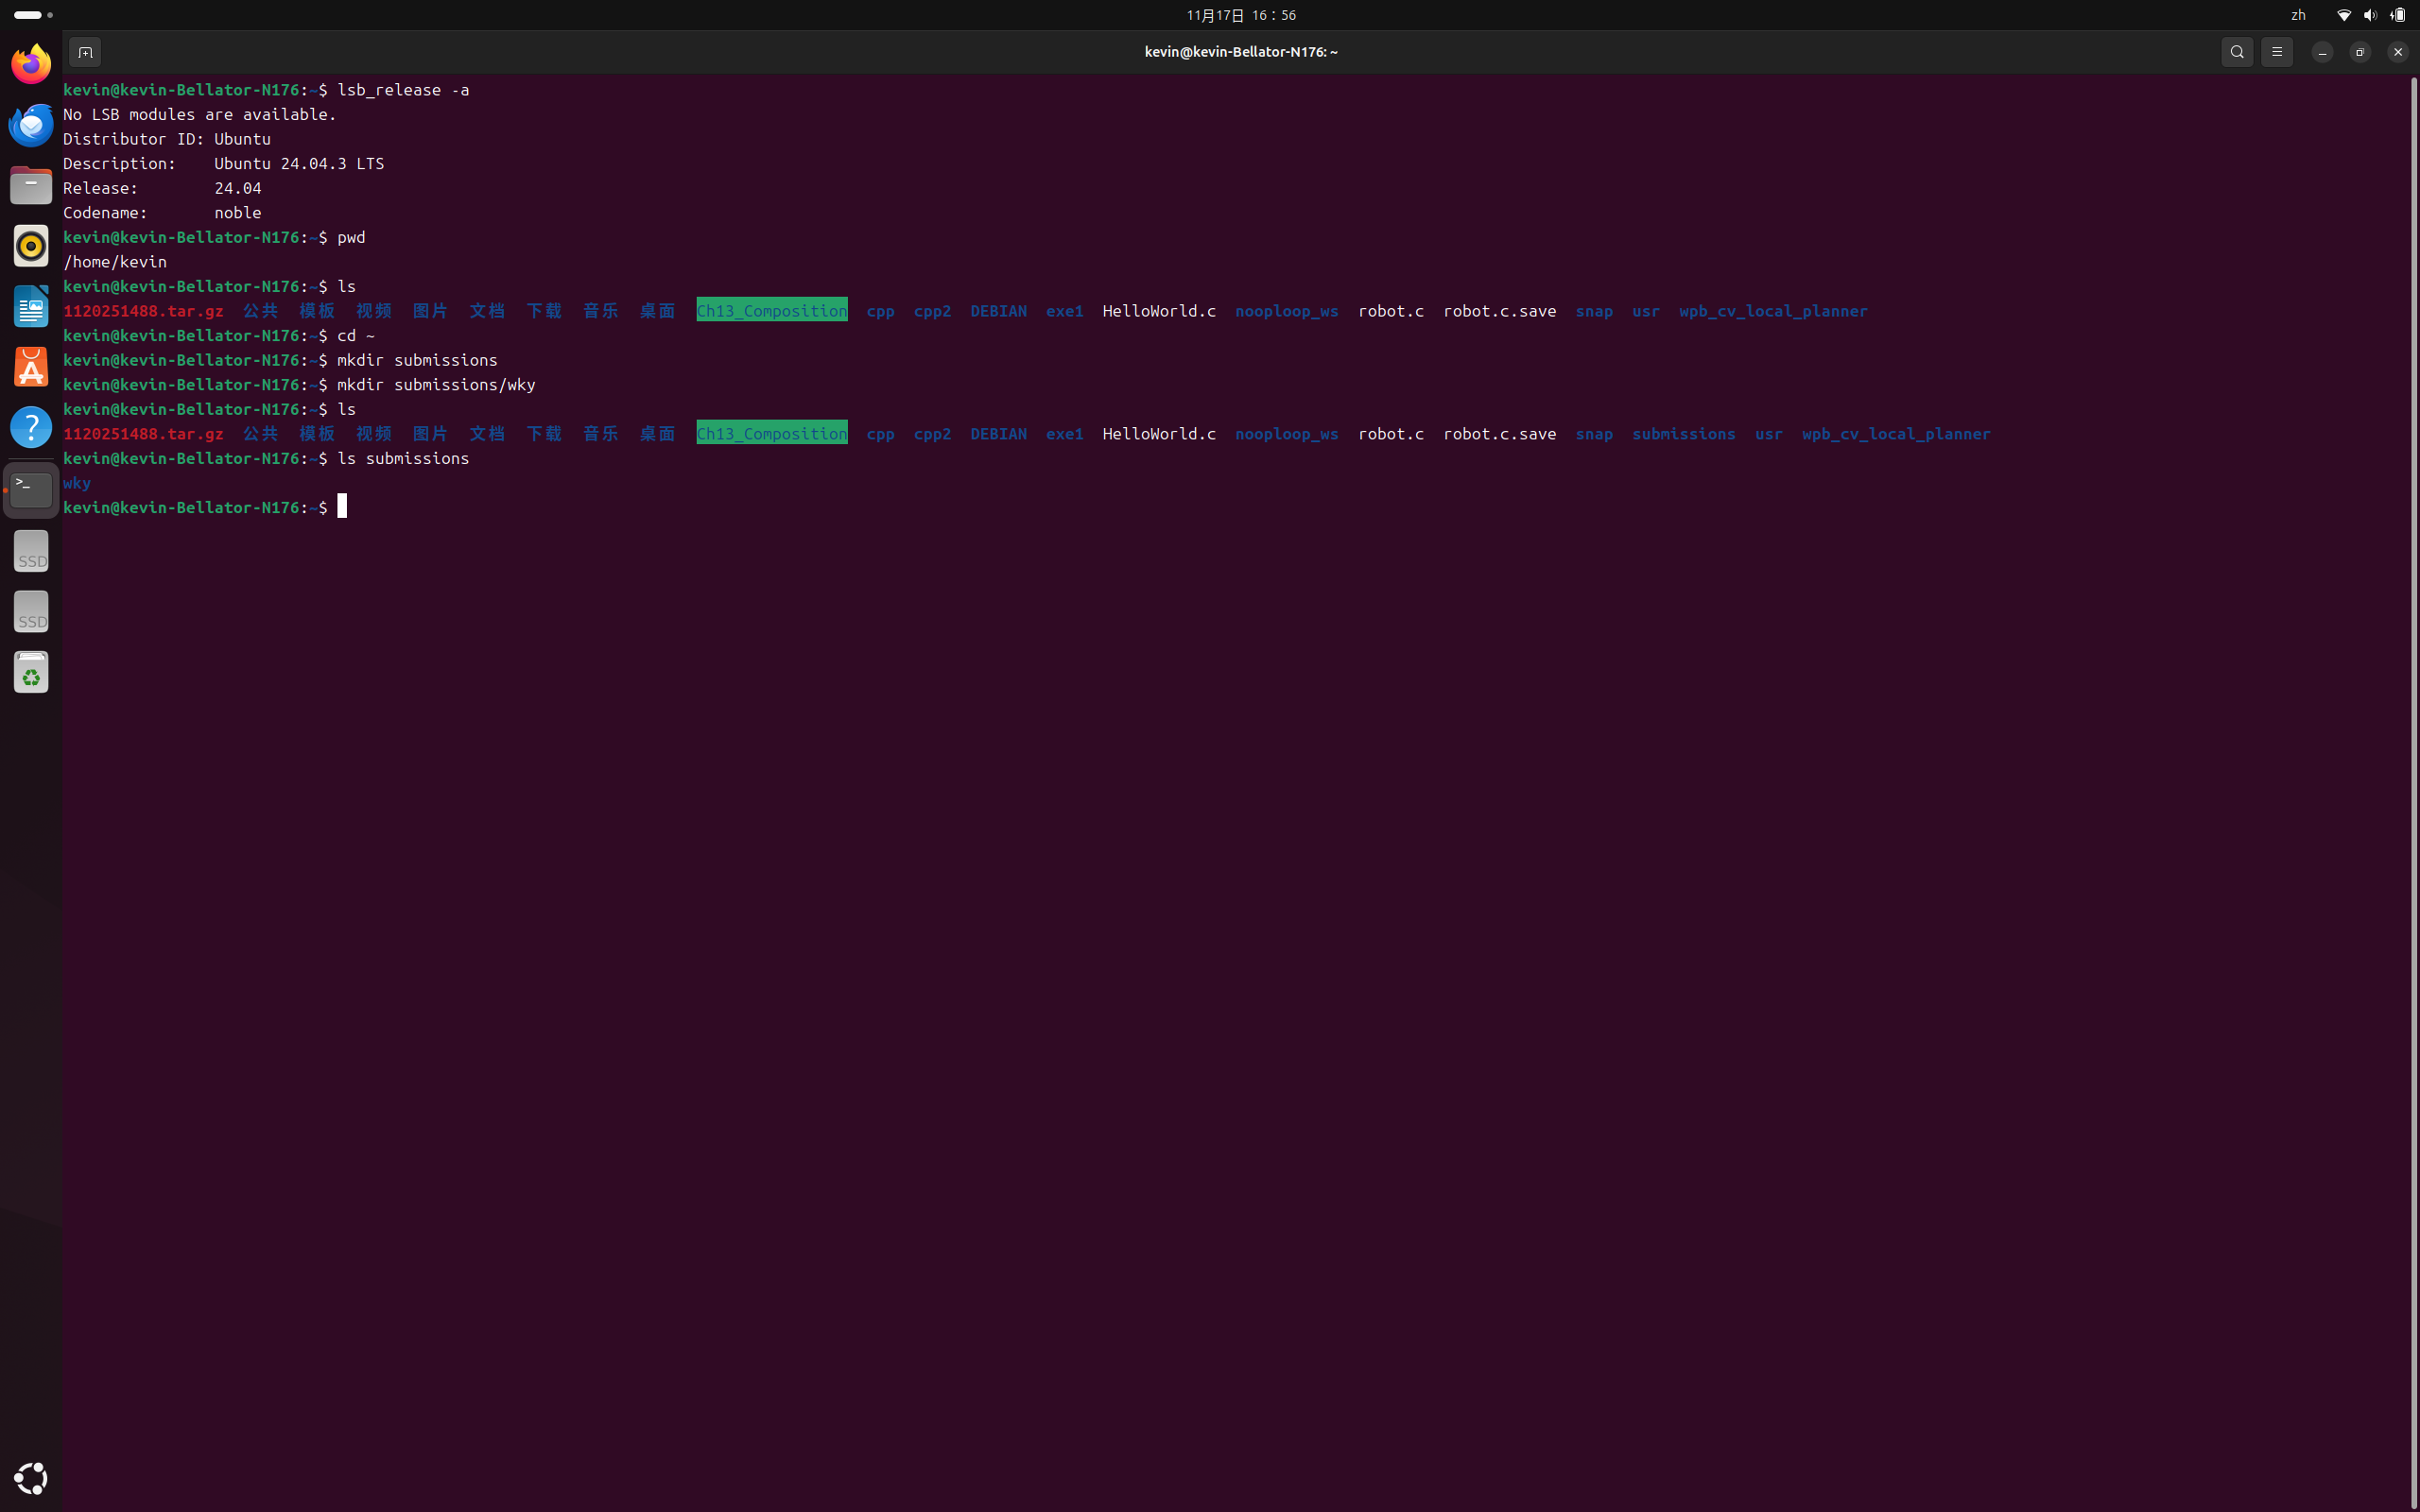 11月17日 16：56
zh
kevin@kevin-Bellator-N176: ~
kevin@kevin-Bellator-N176:~$ lsb_release -a
No LSB modules are available.
Distributor ID: Ubuntu
Description:    Ubuntu 24.04.3 LTS
Release:        24.04
Codename:       noble
kevin@kevin-Bellator-N176:~$ pwd
/home/kevin
kevin@kevin-Bellator-N176:~$ ls
1120251488.tar.gz  公共  模板  视频  图片  文档  下载  音乐  桌面  Ch13_Composition  cpp  cpp2  DEBIAN  exe1  HelloWorld.c  nooploop_ws  robot.c  robot.c.save  snap  usr  wpb_cv_local_planner
kevin@kevin-Bellator-N176:~$ cd ~
kevin@kevin-Bellator-N176:~$ mkdir submissions
kevin@kevin-Bellator-N176:~$ mkdir submissions/wky
kevin@kevin-Bellator-N176:~$ ls
1120251488.tar.gz  公共  模板  视频  图片  文档  下载  音乐  桌面  Ch13_Composition  cpp  cpp2  DEBIAN  exe1  HelloWorld.c  nooploop_ws  robot.c  robot.c.save  snap  submissions  usr  wpb_cv_local_planner
kevin@kevin-Bellator-N176:~$ ls submissions
wky
kevin@kevin-Bellator-N176:~$
SSD
SSD